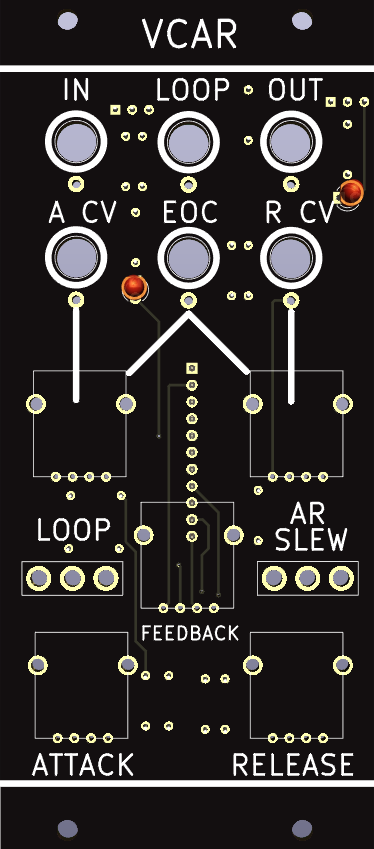 VCAR
IN LOOP OUT
A CV EOC R CV
LOOP
AR
SLEW
FEEDBACK
ATTACK RELEASE